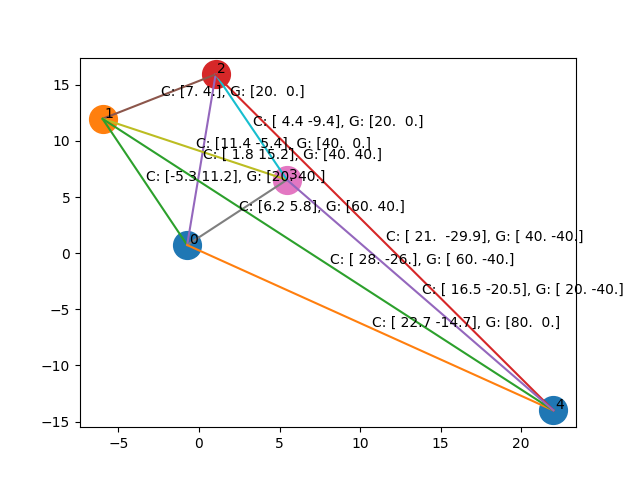 2
C: [7. 4.], G: [20. 0.]
1
C: [ 4.4 -9.4], G: [20. 0.]
C: [11.4 -5.4], G: [40. 0.]
C: [ 1.8 15.2], G: [40. 40.]
3
C: [-5.3 11.2], G: [20. 40.]
C: [6.2 5.8], G: [60. 40.]
0
C: [ 21. -29.9], G: [ 40. -40.]
C: [ 28. -26.], G: [ 60. -40.]
C: [ 16.5 -20.5], G: [ 20. -40.]
C: [ 22.7 -14.7], G: [80. 0.]
4
15
10
5
0
−5
−10
−15
−5 0 5 10 15 20